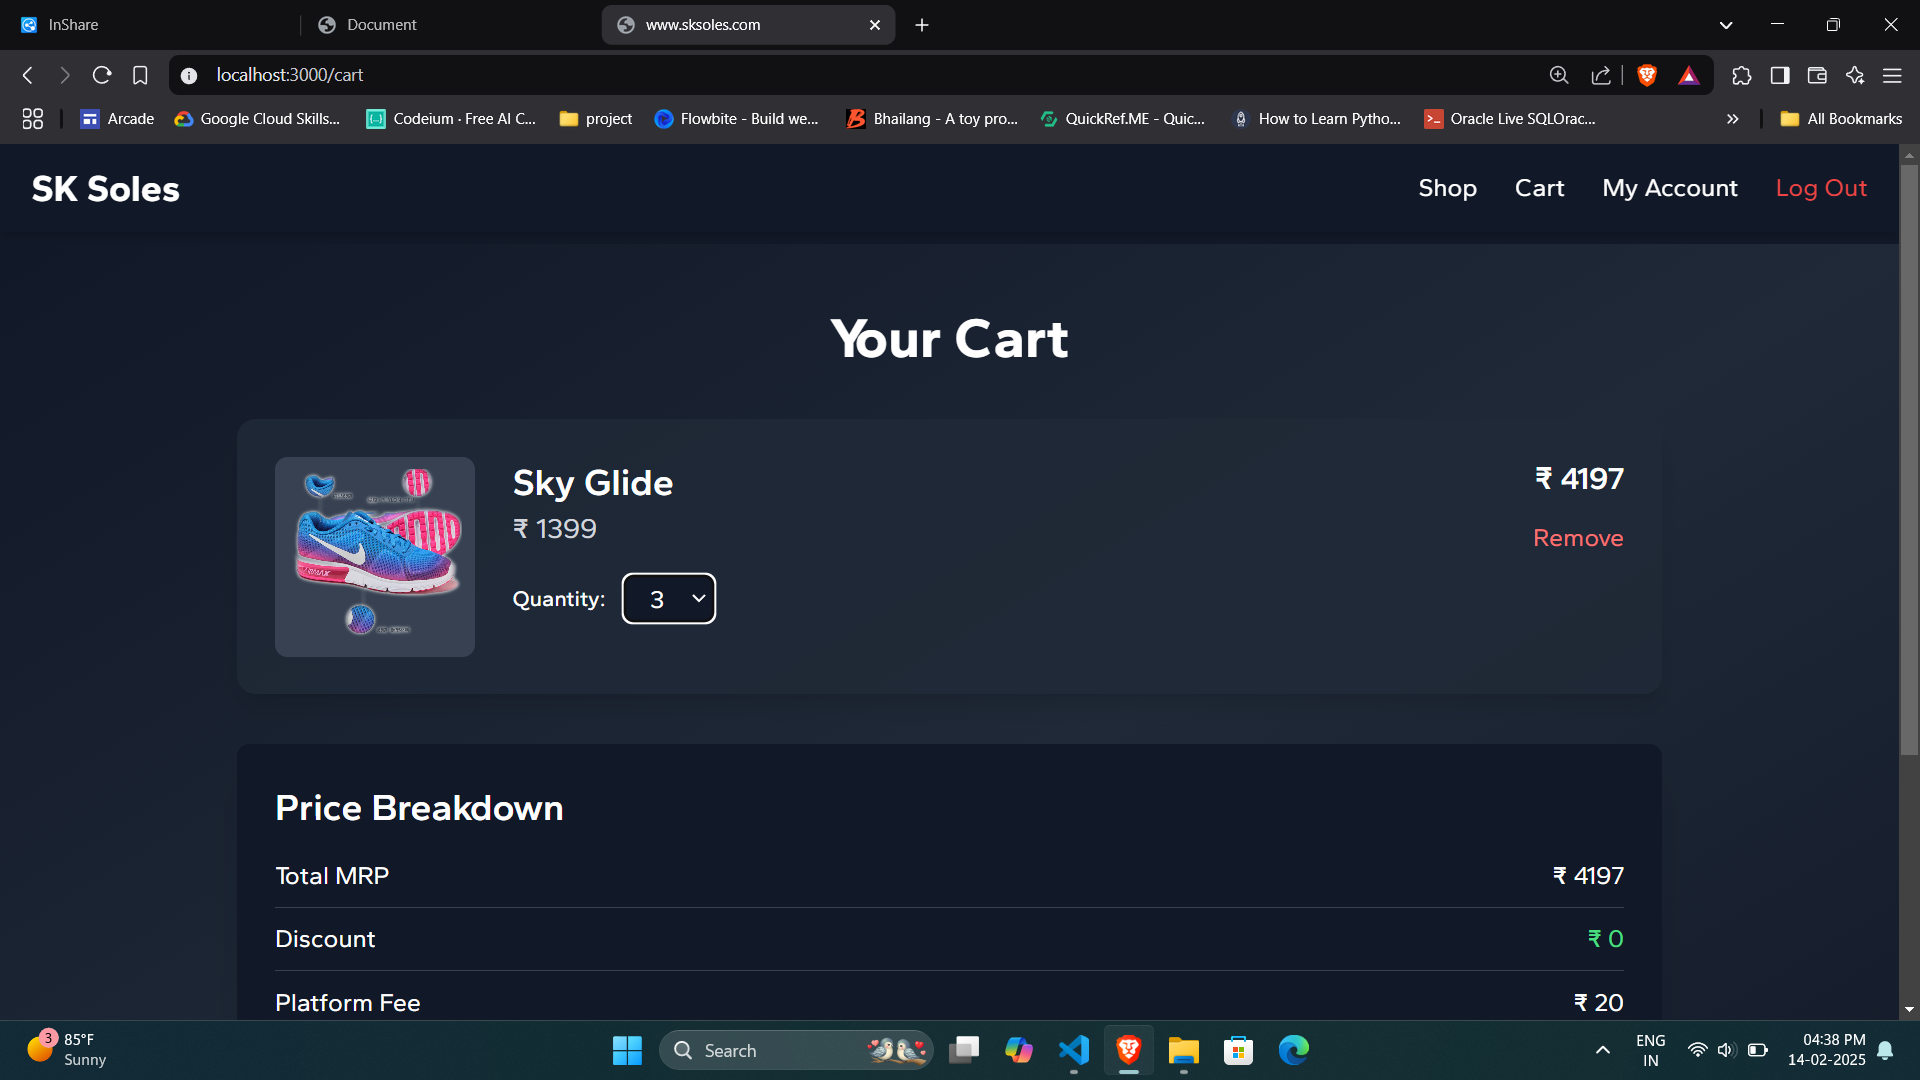 InShare
Document
www.sksoles.com
localhost:3000/cart
Arcade
Google Cloud Skills...
Codeium · Free AI C...
project
Flowbite - Build we...
Bhailang - A toy pro...
QuickRef.ME - Quic...
How to Learn Pytho...
Oracle Live SQLOrac...
All Bookmarks
SK Soles
Shop
Cart
My Account
Log Out
Your Cart
Sky Glide
₹ 1399
Quantity: 3
₹ 4197
Remove
Price Breakdown
Total MRP ₹ 4197
Discount ₹ 0
Platform Fee ₹ 20
3
85°F
Sunny
Search
ENG
IN
04:38 PM
14-02-2025